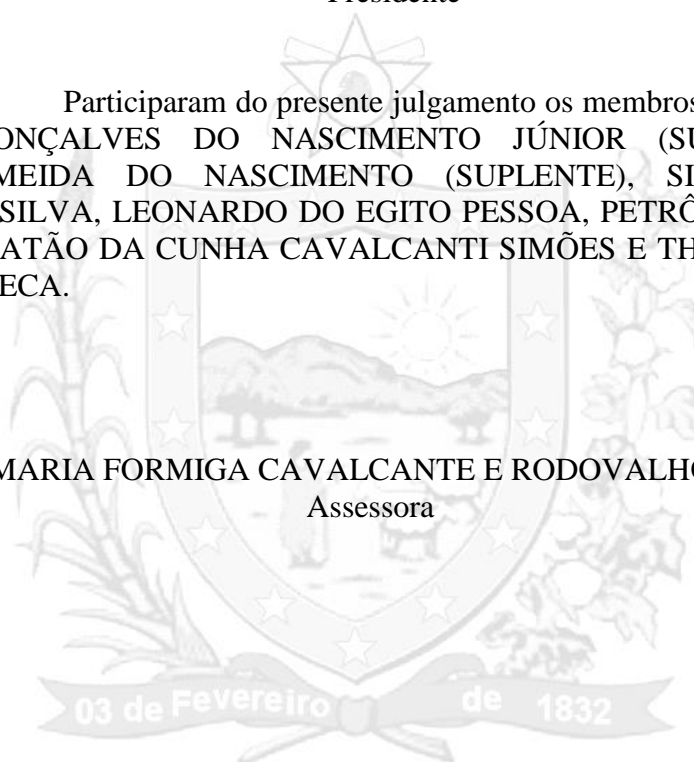 Presidente
Participaram do presente julgamento os membros
ONÇALVES DO NASCIMENTO JÚNIOR (SU
MEIDA DO NASCIMENTO (SUPLENTE), SI
SILVA, LEONARDO DO EGITO PESSOA, PETRÔ
ATÃO DA CUNHA CAVALCANTI SIMÕES E TH
ECA.
MARIA FORMIGA CAVALCANTE E RODOVALHO
Assessora
03 de Fevereiro de 1832